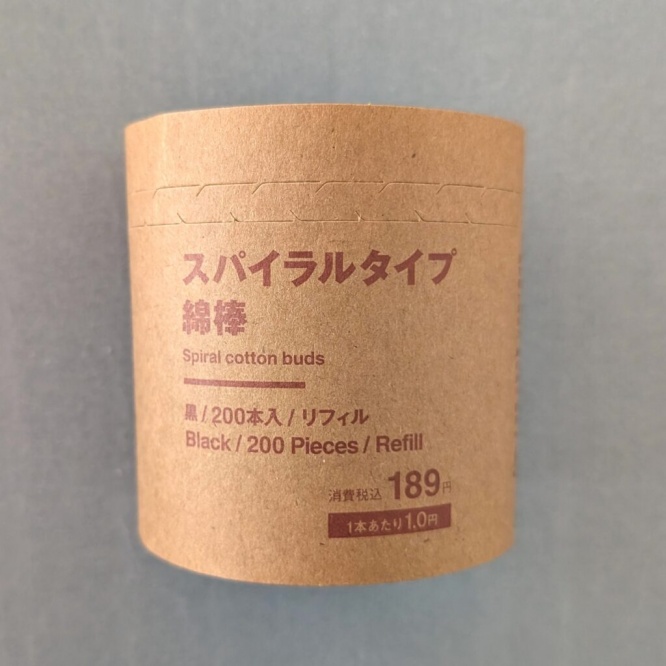 スパイラルタイプ
綿棒
Spiral cotton buds
黒/200本入/リフィル
Black/200 Pieces/Refill
消費税込189円
1本あたり1.0円